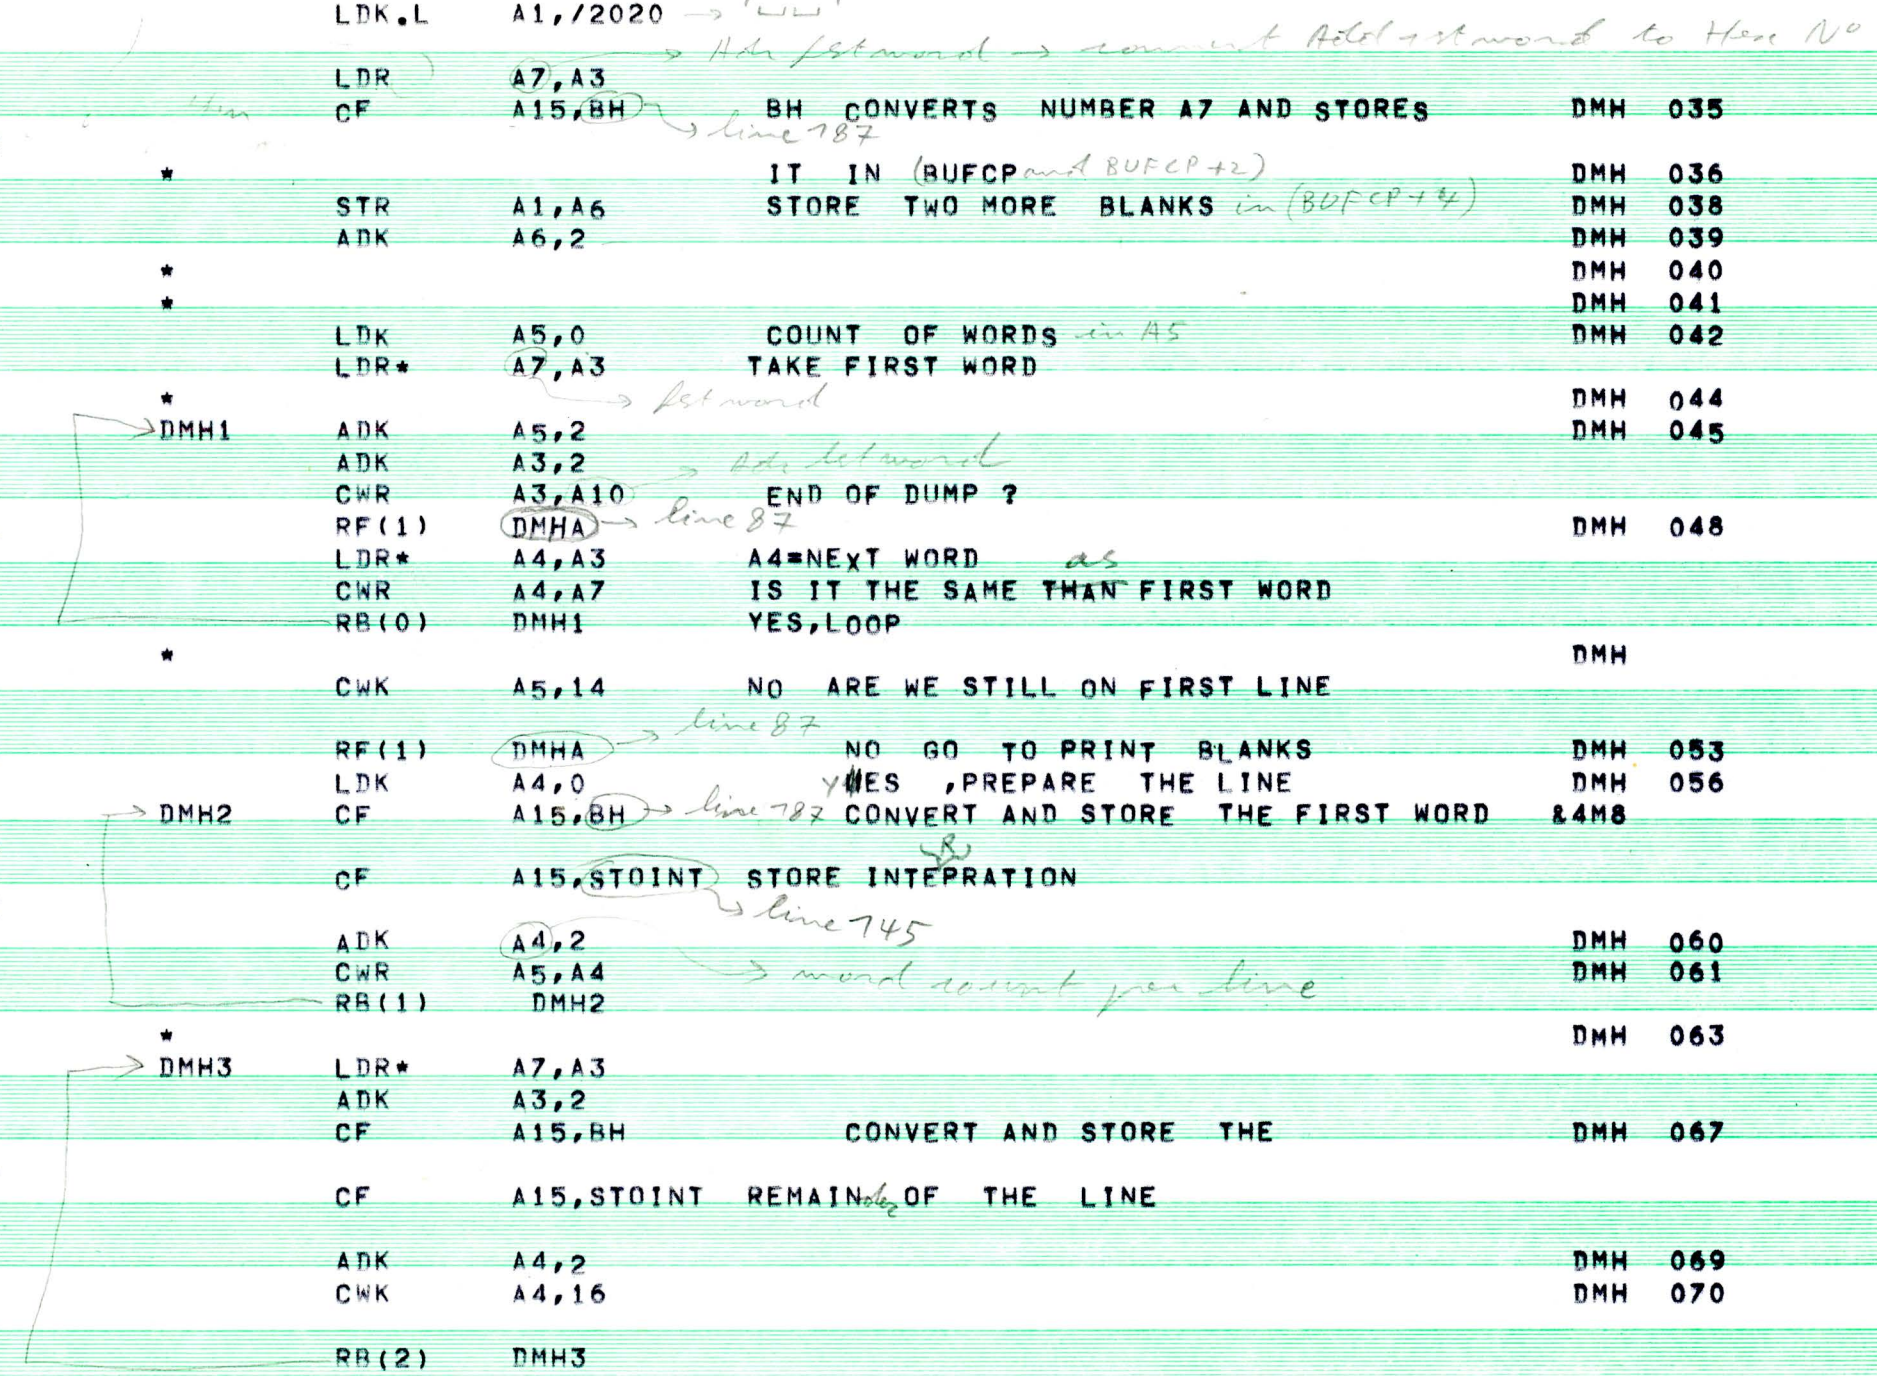 LDK.L A1,/2020 → '⎵⎵'
→ Adr fstword → convert Add 1st word to Hex No
LDR A7,A3
CF A15,BH BH CONVERTS NUMBER A7 AND STORES DMH 035
→ line 187
* IT IN (BUFCP and BUFCP+2) DMH 036
STR A1,A6 STORE TWO MORE BLANKS in (BUFCP+4) DMH 038
ADK A6,2 DMH 039
* DMH 040
* DMH 041
LDK A5,0 COUNT OF WORDS in A5 DMH 042
LDR* A7,A3 TAKE FIRST WORD
* → fst word DMH 044
DMH1 ADK A5,2 DMH 045
ADK A3,2 → Adr lst word
CWR A3,A10 END OF DUMP ?
RF(1) DMHA → line 87 DMH 048
LDR* A4,A3 A4=NEXT WORD
CWR A4,A7 IS IT THE SAME THAN as FIRST WORD
RB(0) DMH1 YES,LOOP
* DMH
CWK A5,14 NO ARE WE STILL ON FIRST LINE
→ line 87
RF(1) DMHA NO GO TO PRINT BLANKS DMH 053
LDK A4,0 YES ,PREPARE THE LINE DMH 056
DMH2 CF A15,BH → line 187 CONVERT AND STORE THE FIRST WORD &4M8
R
CF A15,STOINT STORE INTEPRATION
→ line 145
ADK A4,2 DMH 060
CWR A5,A4 → word count per line DMH 061
RB(1) DMH2
* DMH 063
DMH3 LDR* A7,A3
ADK A3,2
CF A15,BH CONVERT AND STORE THE DMH 067
CF A15,STOINT REMAINder OF THE LINE
ADK A4,2 DMH 069
CWK A4,16 DMH 070
RB(2) DMH3